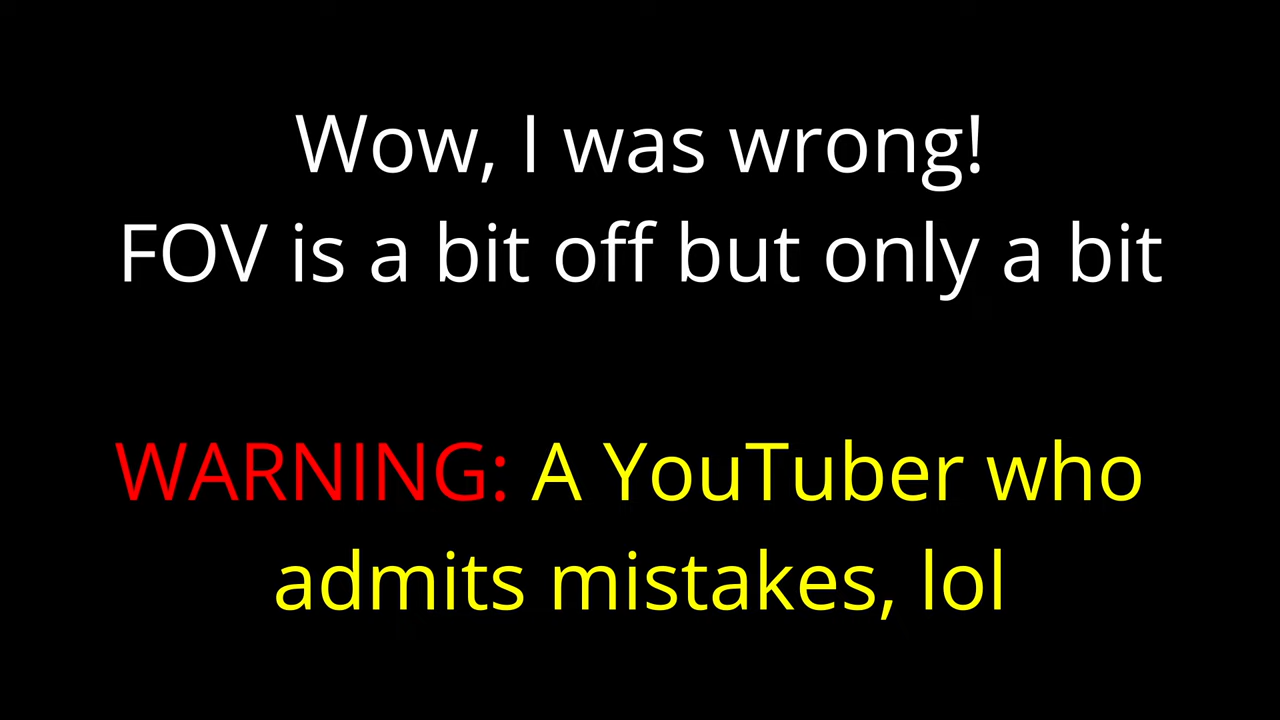 Wow, I was wrong!
FOV is a bit off but only a bit
WARNING: A YouTuber who
admits mistakes, lol